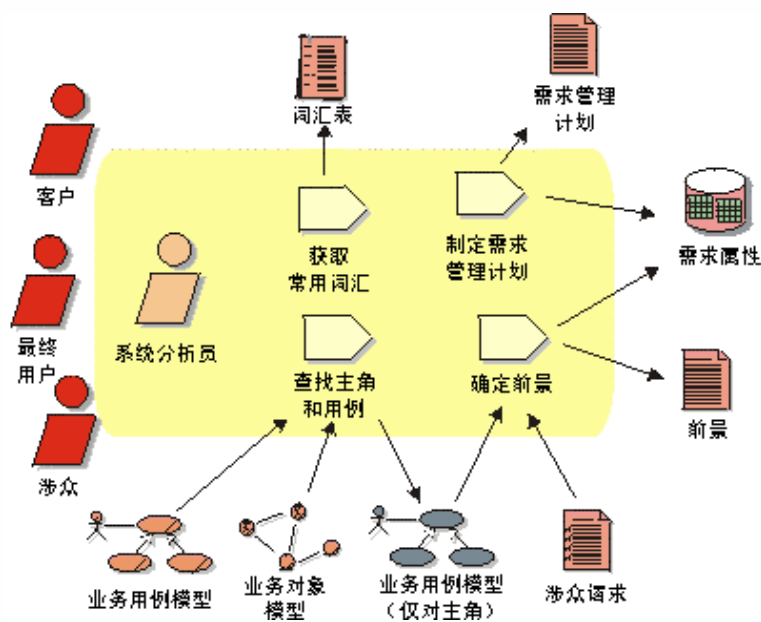 词汇表
需求管理
计划
客户
获取
常用词汇
制定需求
管理计划
需求属性
最终
用户
系统分析员
查找主角
和用例
确定前景
前景
涉众
业务用例模型
业务对象
模型
业务用例模型
（仅对主角）
涉众请求